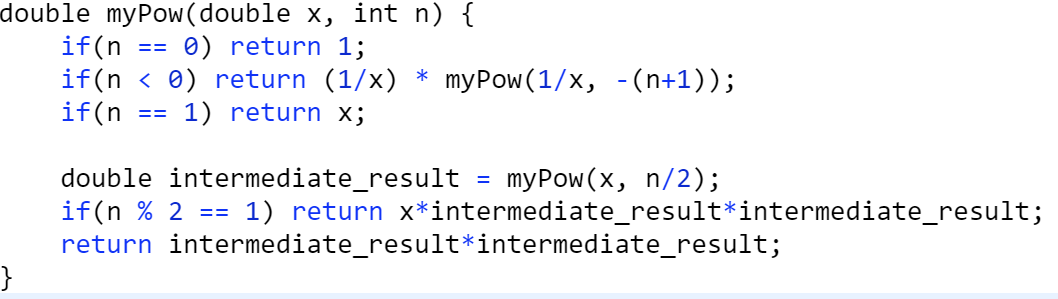 double myPow(double x, int n) {
    if(n == 0) return 1;
    if(n < 0) return (1/x) * myPow(1/x, -(n+1));
    if(n == 1) return x;

    double intermediate_result = myPow(x, n/2);
    if(n % 2 == 1) return x*intermediate_result*intermediate_result;
    return intermediate_result*intermediate_result;
}